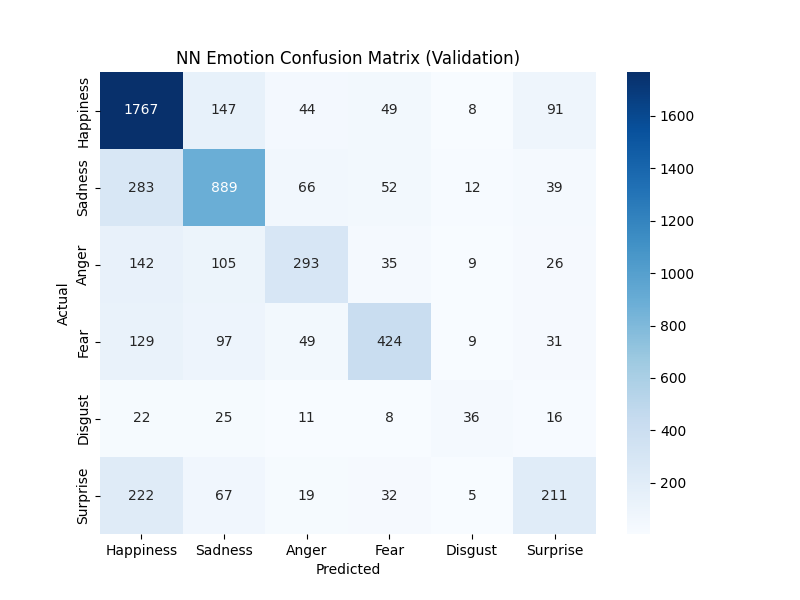 NN Emotion Confusion Matrix (Validation)
Actual
Happiness 1767 147 44 49 8 91
Sadness 283 889 66 52 12 39
Anger 142 105 293 35 9 26
Fear 129 97 49 424 9 31
Disgust 22 25 11 8 36 16
Surprise 222 67 19 32 5 211
Happiness Sadness Anger Fear Disgust Surprise
Predicted
1600
1400
1200
1000
800
600
400
200